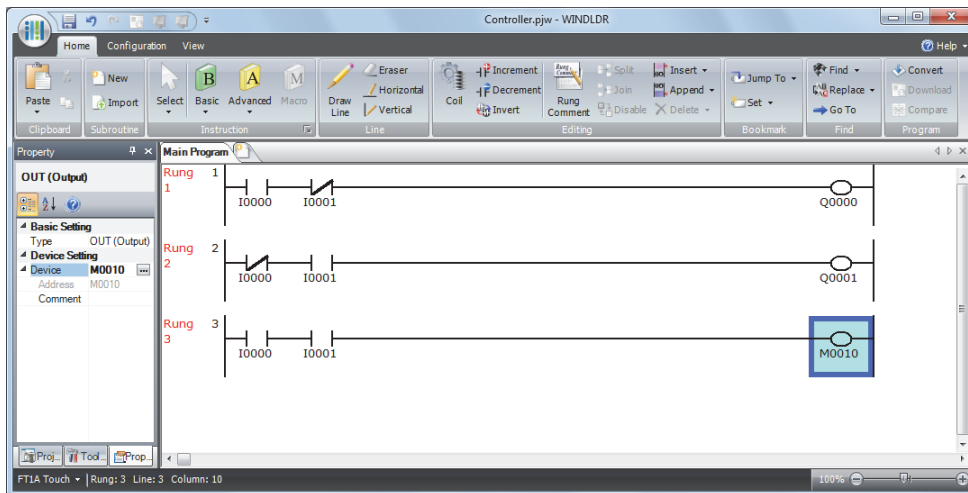 Controller.pjw - WINDLDR
Home Configuration View Help
Paste
Clipboard
New
Import
Subroutine
Select Basic Advanced Macro
B A M
Instruction
Draw Line
Eraser
Horizontal
Vertical
Line
Coil
Increment
Decrement
Invert
Rung Comment
Split
Join
Disable
Insert
Append
Delete
Editing
Jump To
Set
Bookmark
Find
Replace
Go To
Find
Convert
Download
Compare
Program
Property
OUT (Output)
Basic Setting
Type OUT (Output)
Device Setting
Device M0010 ...
Address M0010
Comment
Proj... Tool... Prop...
Main Program
Rung 1
1
I0000 I0001 Q0000
Rung 2
2
I0000 I0001 Q0001
Rung 3
3
I0000 I0001 M0010
FT1A Touch Rung: 3 Line: 3 Column: 10 100%